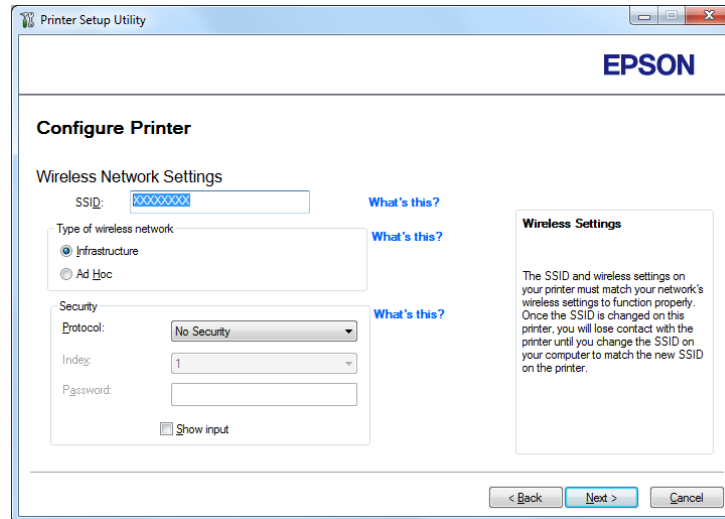 Printer Setup Utility
EPSON
Configure Printer
Wireless Network Settings
SSID:
XXXXXXXX
What's this?
Type of wireless network
What's this?
Infrastructure
Ad Hoc
Security
What's this?
Protocol:
No Security
Index:
1
Password:
Show input
Wireless Settings
The SSID and wireless settings on
your printer must match your network's
wireless settings to function properly.
Once the SSID is changed on this
printer, you will lose contact with the
printer until you change the SSID on
your computer to match the new SSID
on the printer.
< Back
Next >
Cancel